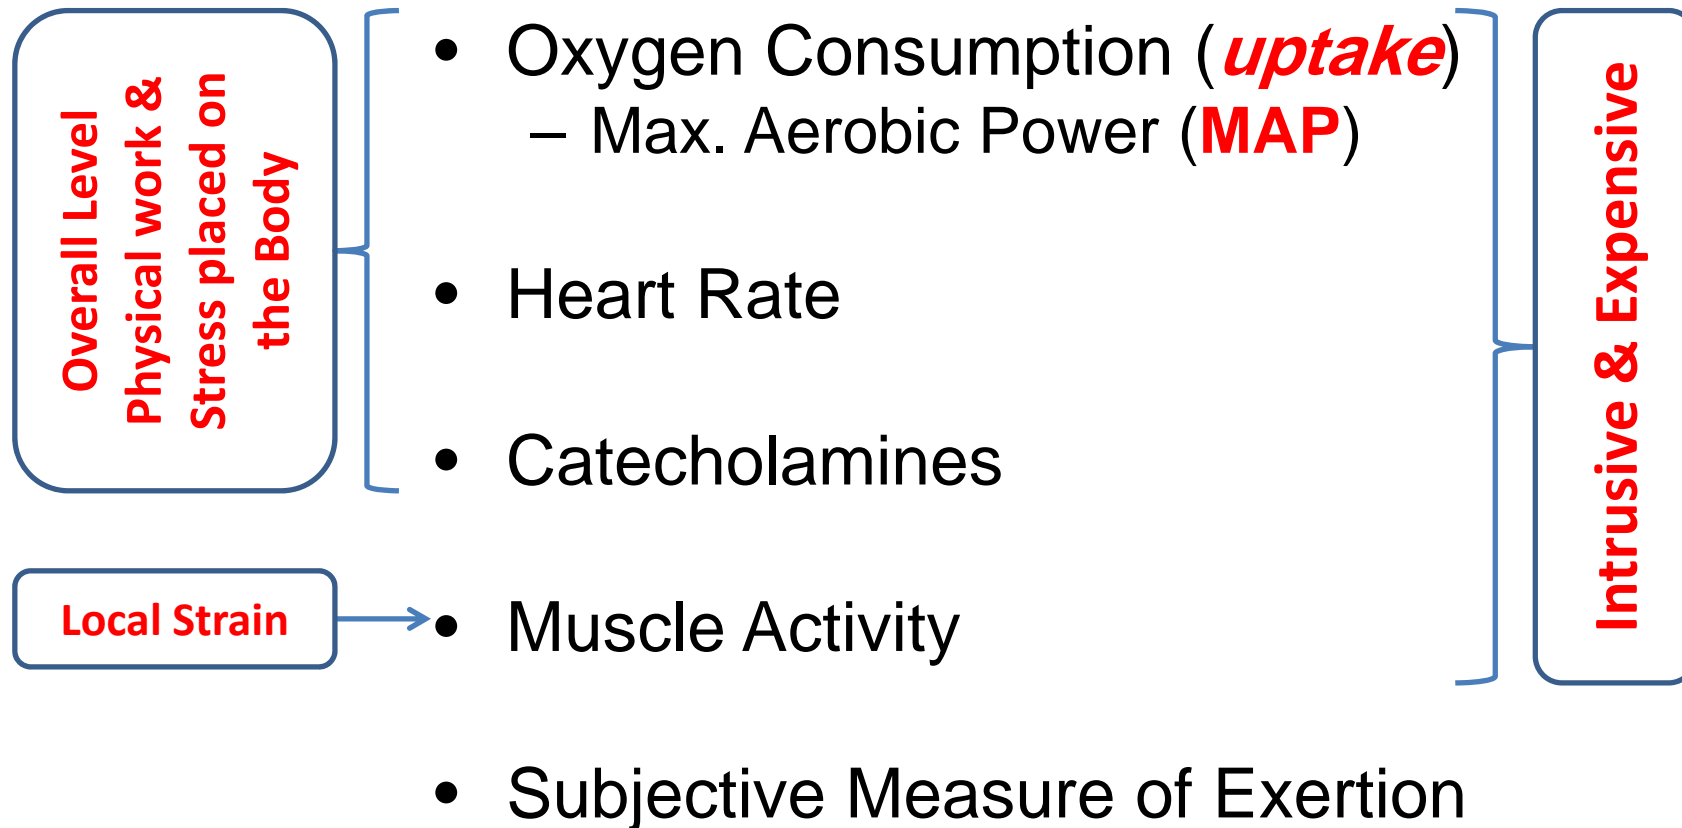 Overall Level
Physical work &
Stress placed on
the Body
• Oxygen Consumption (uptake)
– Max. Aerobic Power (MAP)
• Heart Rate
• Catecholamines
Local Strain
• Muscle Activity
• Subjective Measure of Exertion
Intrusive & Expensive